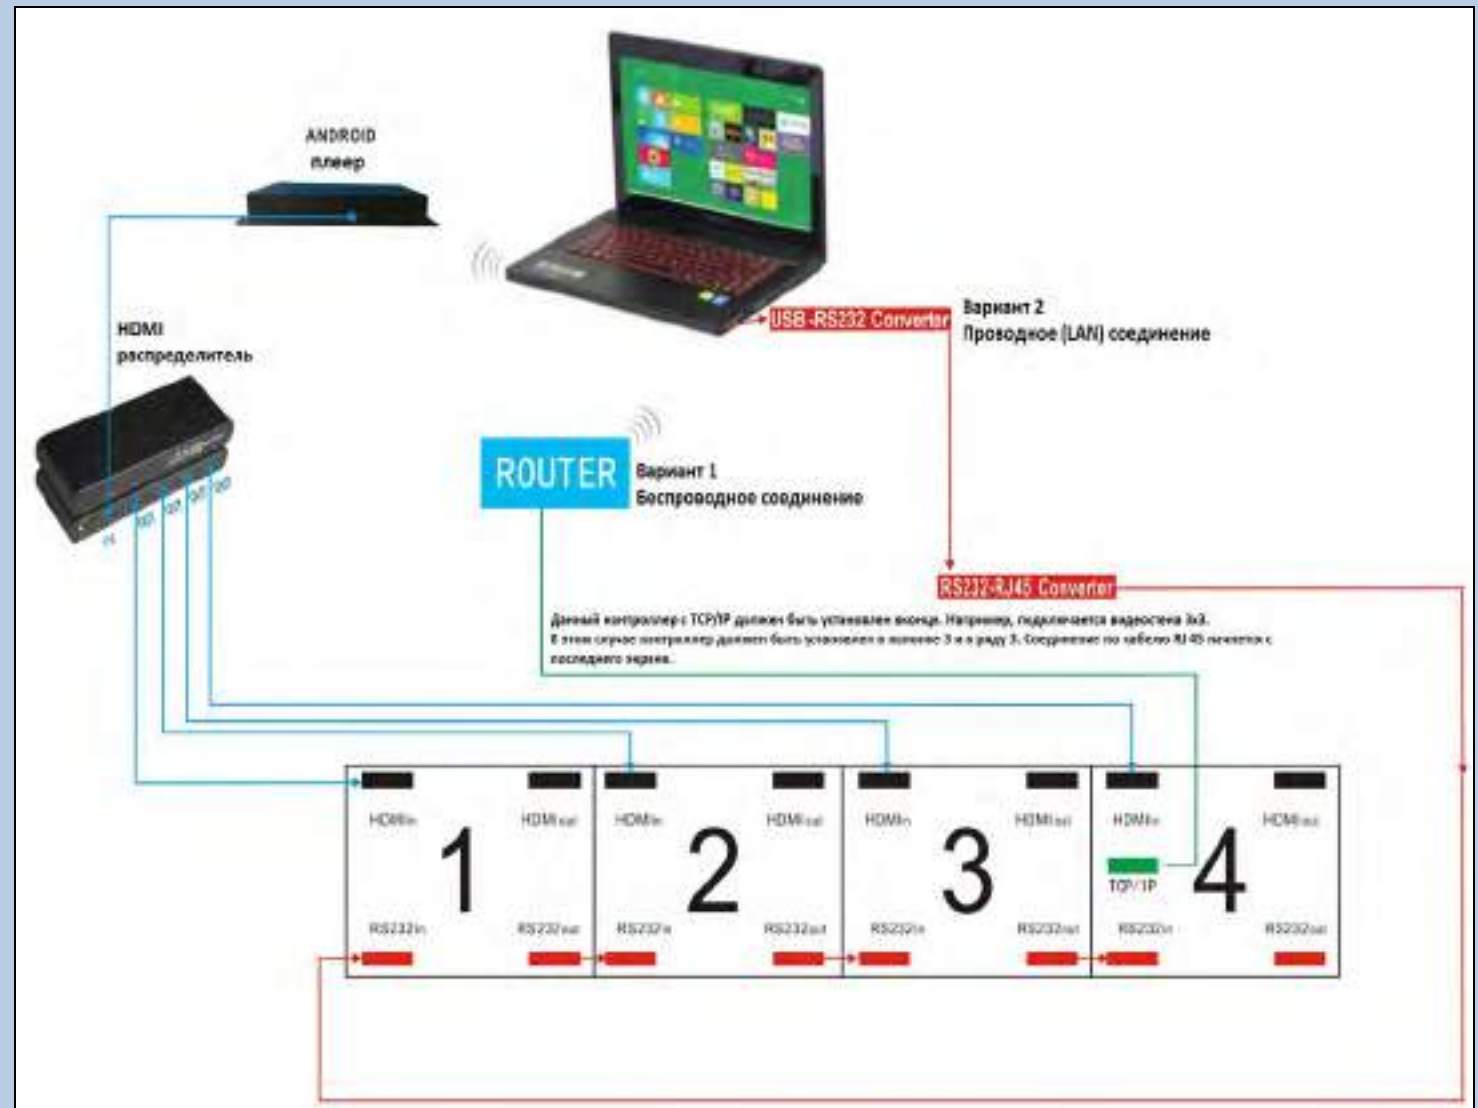 ANDROID
плеер
HDMI
распределитель
USB-RS232 Converter
Вариант 2
Проводное (LAN) соединение
ROUTER
Вариант 1
Беспроводное соединение
RS232-RJ45 Converter
Данный контроллер с TCP/IP должен быть установлен вконце. Например, подключается видеостена 3x3.
В этом случае контроллер должен быть установлен в колонке 3 и в ряду 3. Соединение по кабелю RJ45 начнется с
последнего экрана.
HDMIin HDMIout HDMIin HDMIout HDMIin HDMIout HDMIin HDMIout
1 2 3 4
TCP/IP
RS232in RS232out RS232in RS232out RS232in RS232out RS232in RS232out